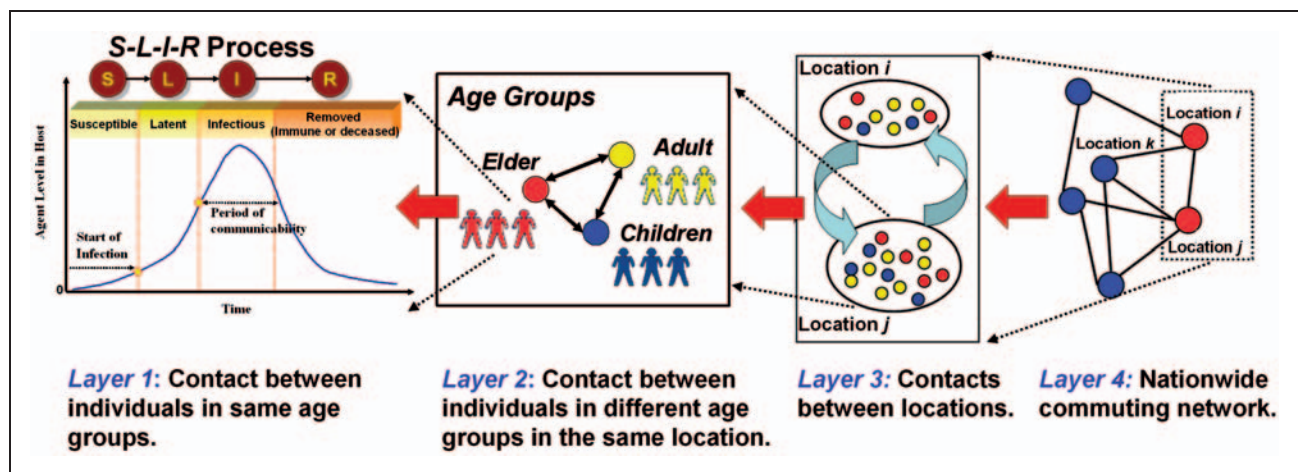 S-L-I-R Process
S L I R
Susceptible Latent Infectious Removed
(Immune or deceased)
Agent Level in Host
Start of
Infection
Period of
communicability
0
Time
Age Groups
Elder
Adult
Children
Location i
Location j
Location i
Location k
Location j
Layer 1: Contact between
individuals in same age
groups.
Layer 2: Contact between
individuals in different age
groups in the same location.
Layer 3: Contacts
between locations.
Layer 4: Nationwide
commuting network.